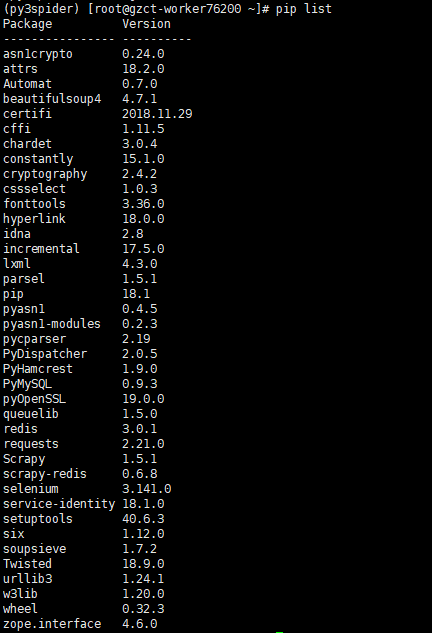 (py3spider) [root@gzct-worker76200 ~]# pip list
Package          Version
---------------- ----------
asn1crypto       0.24.0
attrs            18.2.0
Automat          0.7.0
beautifulsoup4   4.7.1
certifi          2018.11.29
cffi             1.11.5
chardet          3.0.4
constantly       15.1.0
cryptography     2.4.2
cssselect        1.0.3
fonttools        3.36.0
hyperlink        18.0.0
idna             2.8
incremental      17.5.0
lxml             4.3.0
parsel           1.5.1
pip              18.1
pyasn1           0.4.5
pyasn1-modules   0.2.3
pycparser        2.19
PyDispatcher     2.0.5
PyHamcrest       1.9.0
PyMySQL          0.9.3
pyOpenSSL        19.0.0
queuelib         1.5.0
redis            3.0.1
requests         2.21.0
Scrapy           1.5.1
scrapy-redis     0.6.8
selenium         3.141.0
service-identity 18.1.0
setuptools       40.6.3
six              1.12.0
soupsieve        1.7.2
Twisted          18.9.0
urllib3          1.24.1
w3lib            1.20.0
wheel            0.32.3
zope.interface   4.6.0